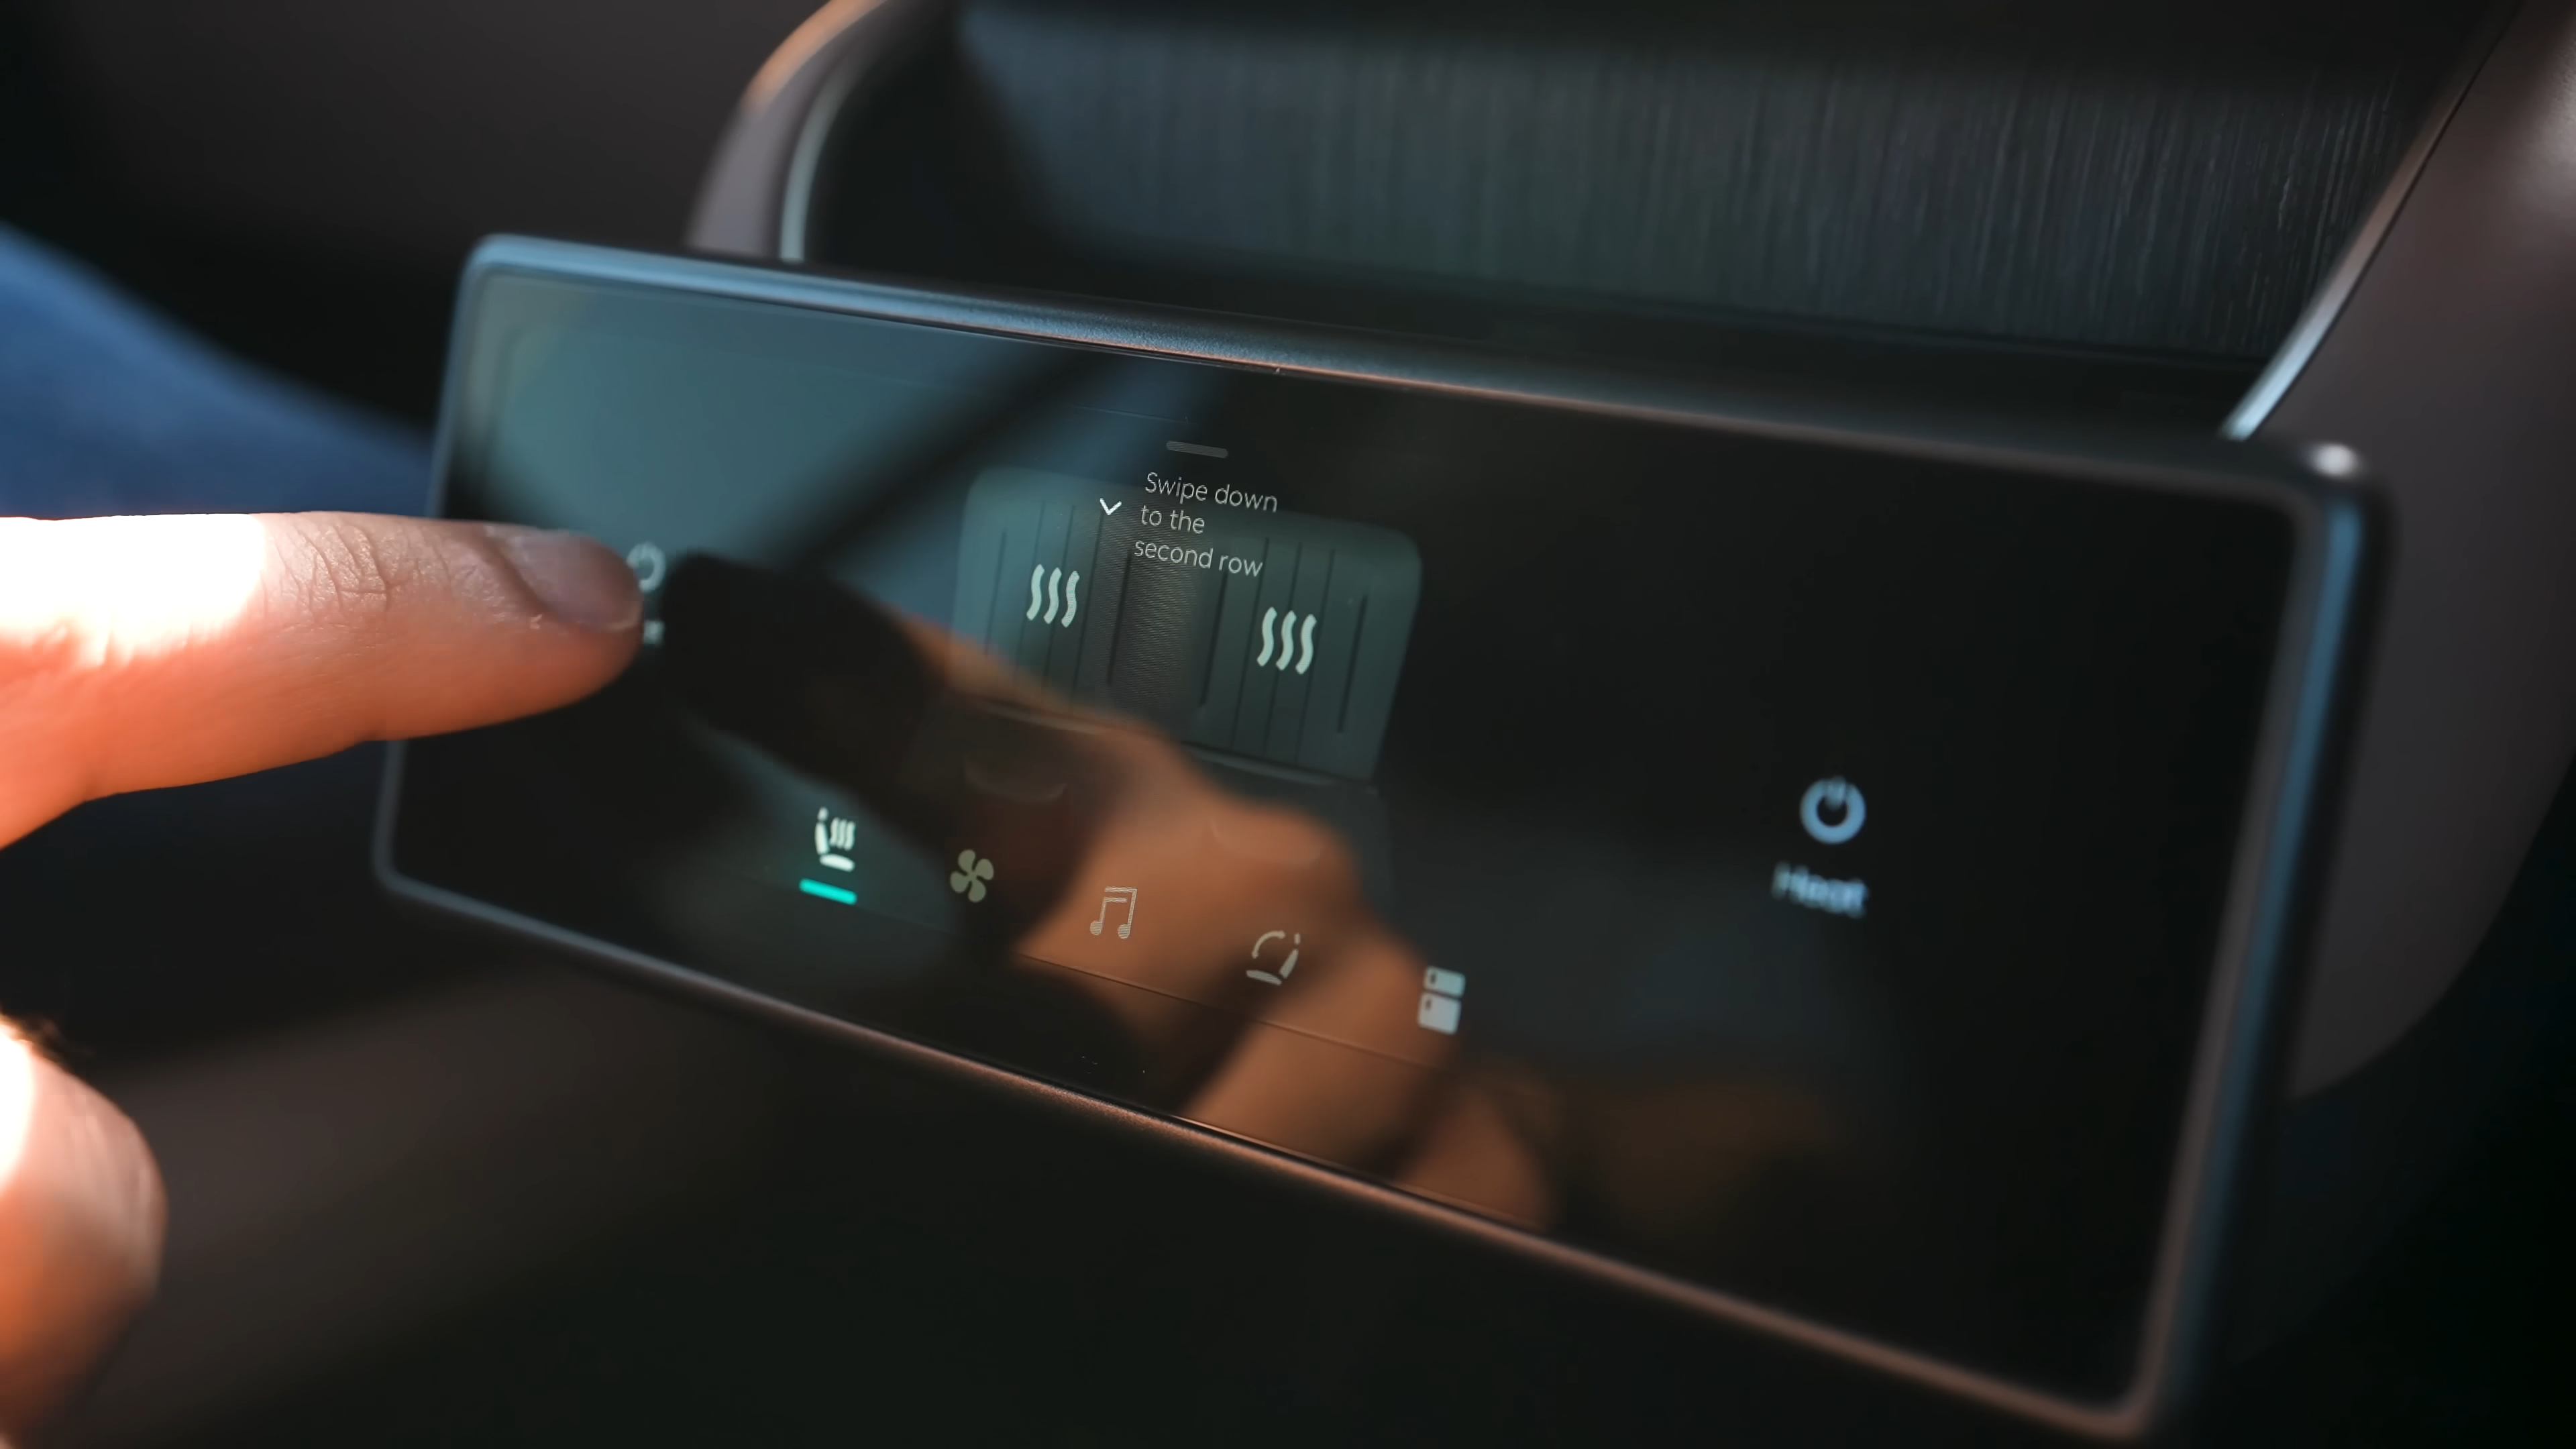 Swipe down
to the
second row
Heat